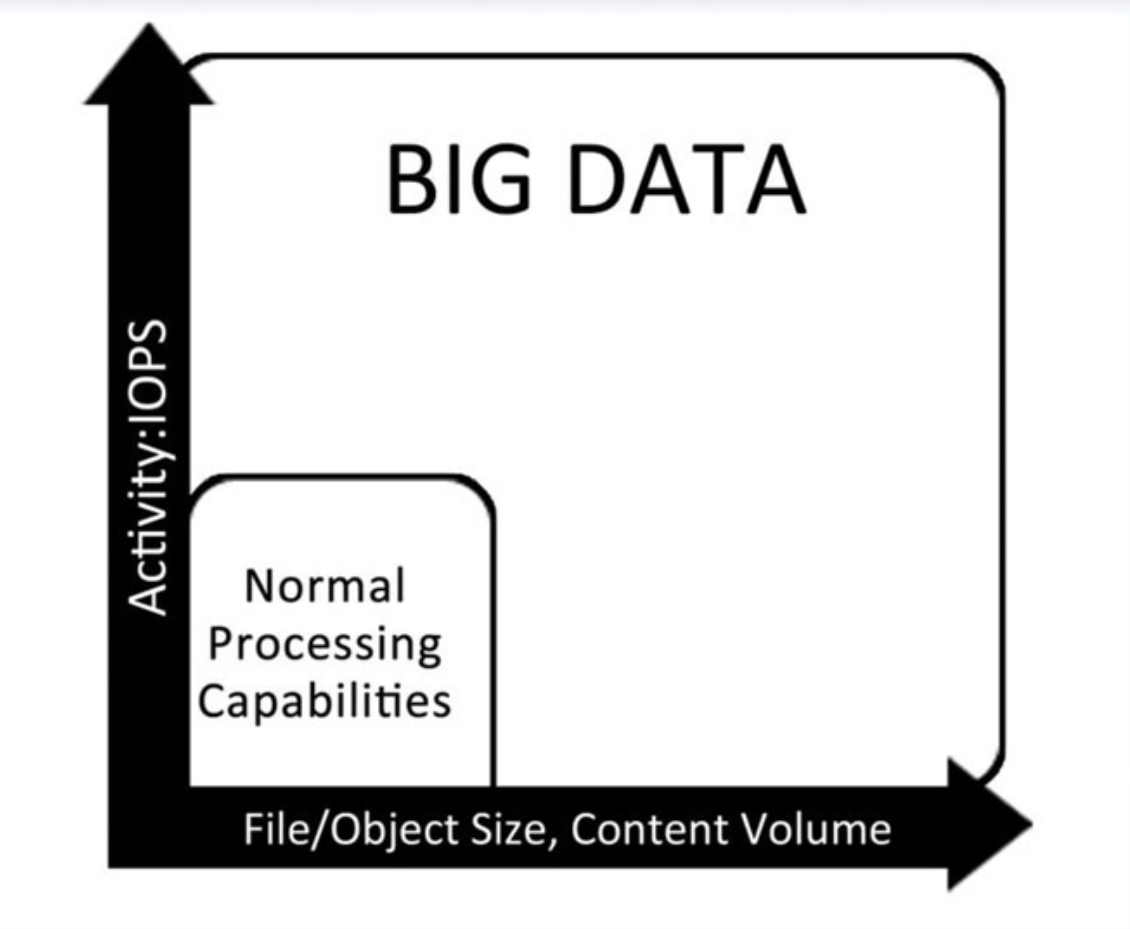 BIG DATA
Activity:IOPS
Normal
Processing
Capabilities
File/Object Size, Content Volume